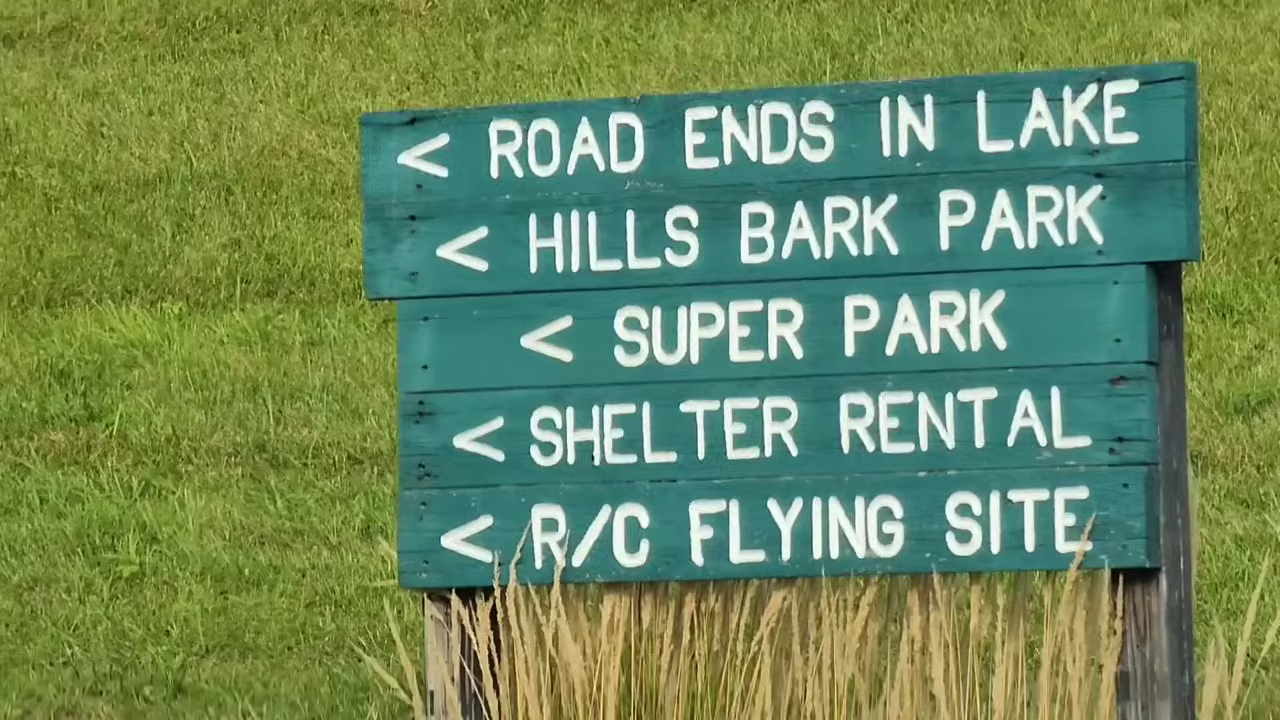 < ROAD ENDS IN LAKE
< HILLS BARK PARK
< SUPER PARK
< SHELTER RENTAL
< R/C FLYING SITE